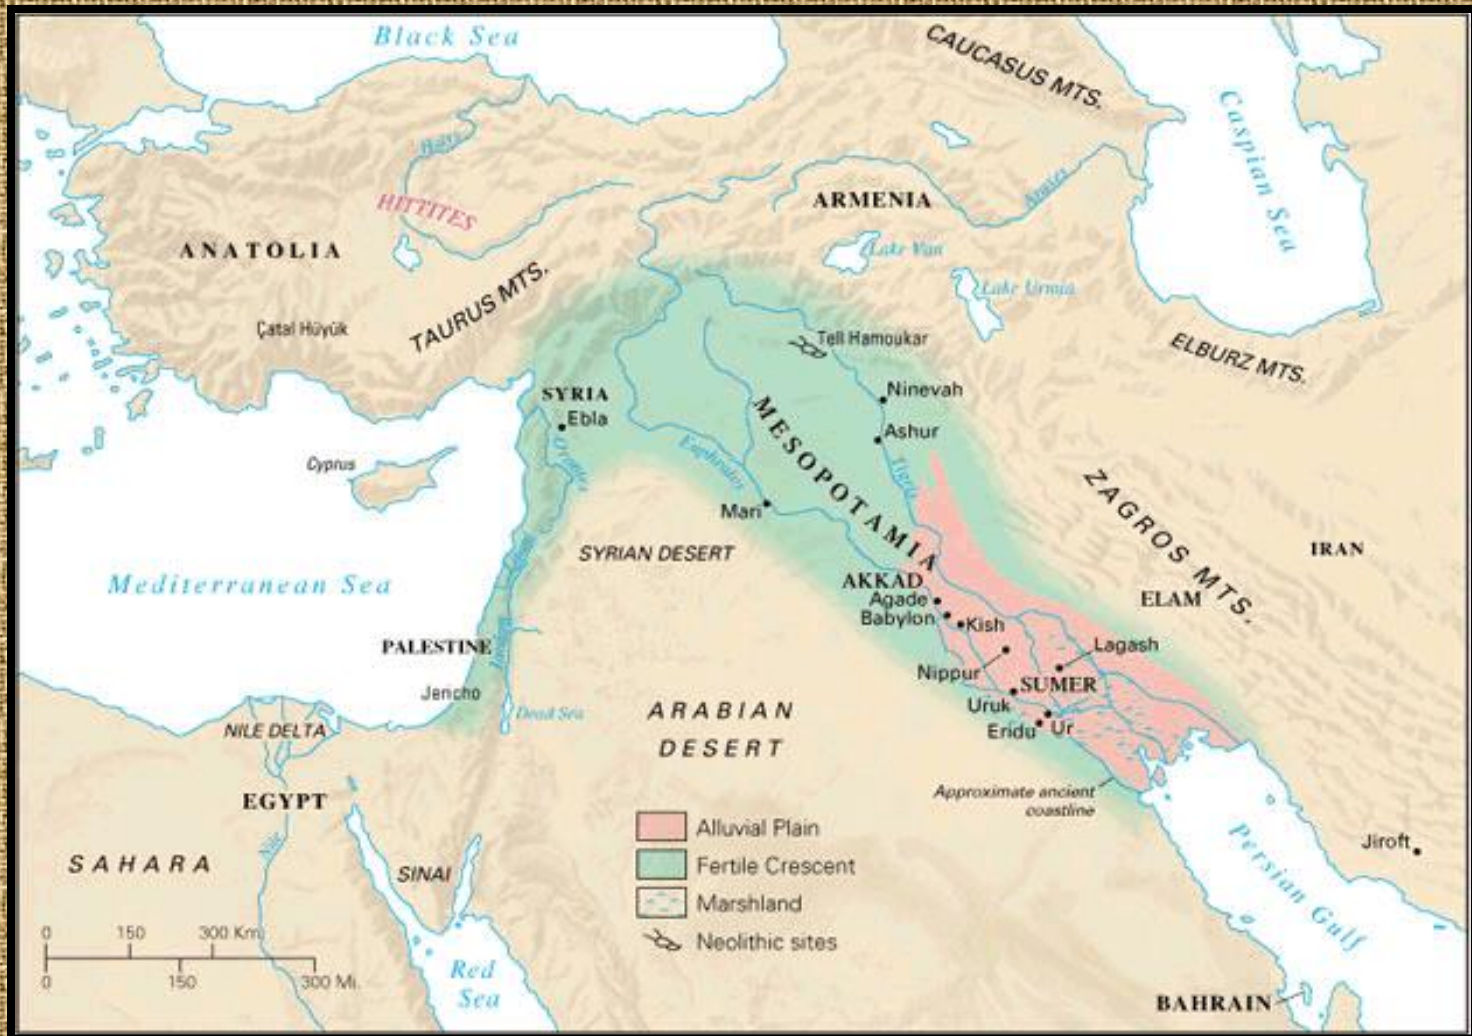 Black Sea
CAUCASUS MTS.
Caspian Sea
Halys
HITTITES
ARMENIA
Araxes
ANATOLIA
Lake Van
Lake Urmia
TAURUS MTS.
Çatal Hüyük
Tell Hamoukar
ELBURZ MTS.
SYRIA
Ebla
Ninevah
Ashur
MESOPOTAMIA
Orontes
Euphrates
Tigris
Cyprus
Mari
ZAGROS MTS.
SYRIAN DESERT
IRAN
Mediterranean Sea
AKKAD
Agade
Babylon
Kish
ELAM
PALESTINE
Lagash
Nippur
SUMER
Jericho
Uruk
Eridu
Ur
Dead Sea
ARABIAN
DESERT
NILE DELTA
EGYPT
Approximate ancient
coastline
Alluvial Plain
Fertile Crescent
Marshland
Neolithic sites
Jiroft
Persian Gulf
SAHARA
Nile
SINAI
0 150 300 Km.
0 150 300 Mi.
Red
Sea
BAHRAIN